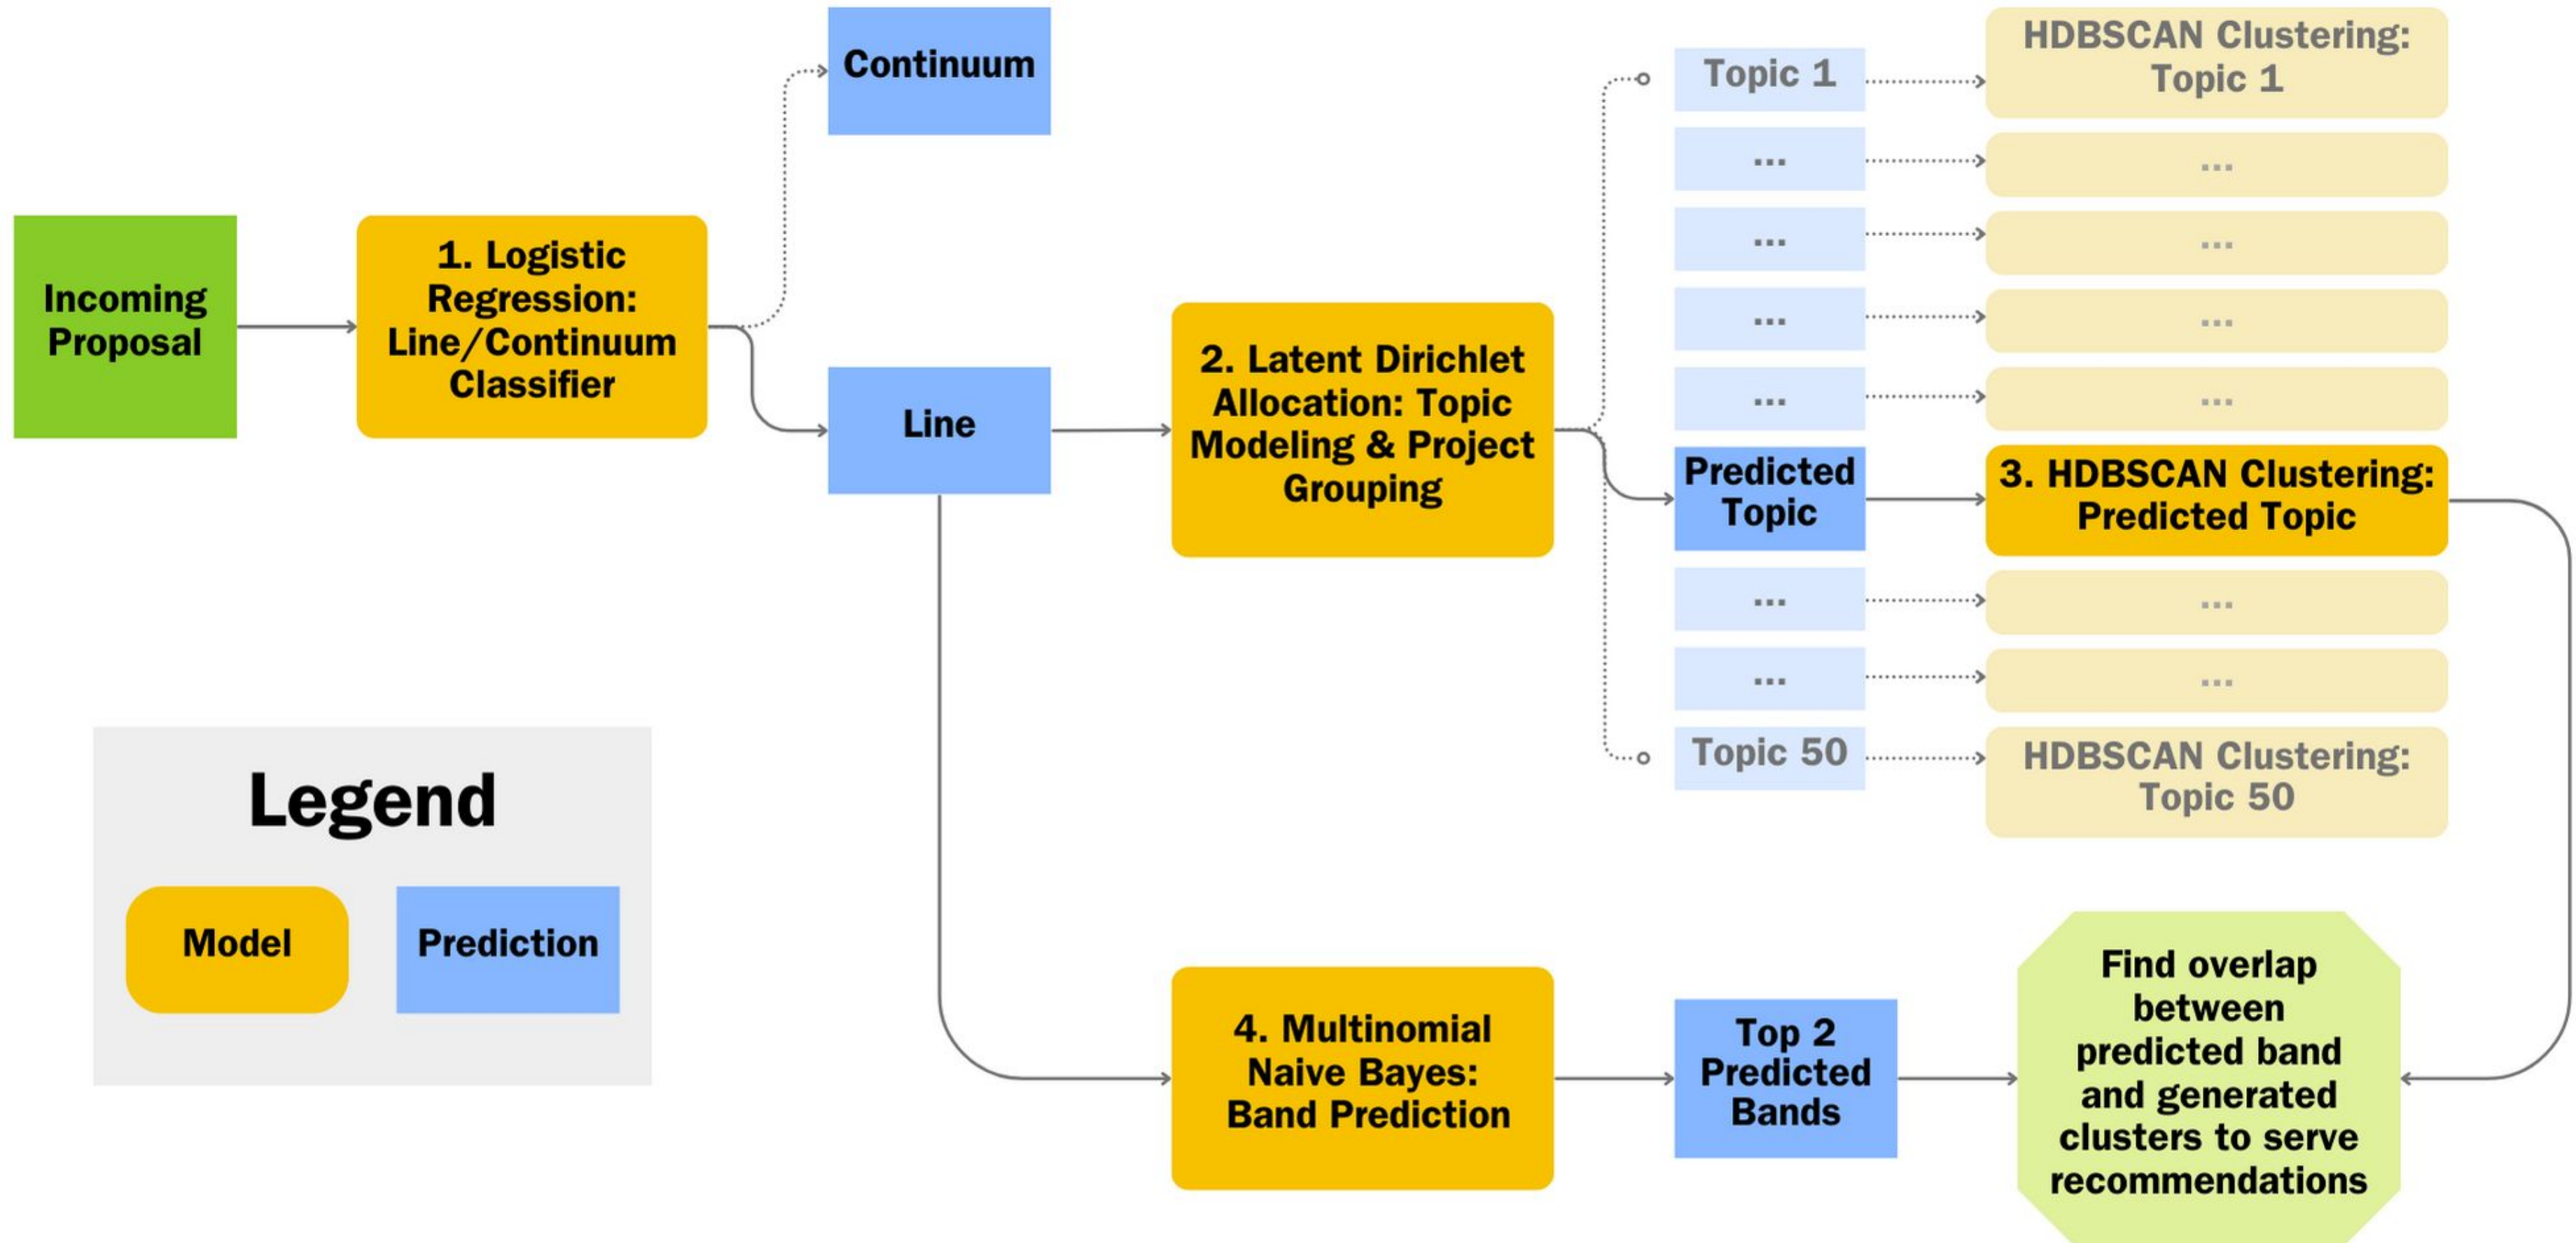 Incoming
Proposal
1. Logistic
Regression:
Line/Continuum
Classifier
Continuum
Line
2. Latent Dirichlet
Allocation: Topic
Modeling & Project
Grouping
Topic 1
...
...
...
...
Predicted
Topic
...
...
Topic 50
HDBSCAN Clustering:
Topic 1
...
...
...
...
3. HDBSCAN Clustering:
Predicted Topic
...
...
HDBSCAN Clustering:
Topic 50
Legend
Model
Prediction
4. Multinomial
Naive Bayes:
Band Prediction
Top 2
Predicted
Bands
Find overlap
between
predicted band
and generated
clusters to serve
recommendations